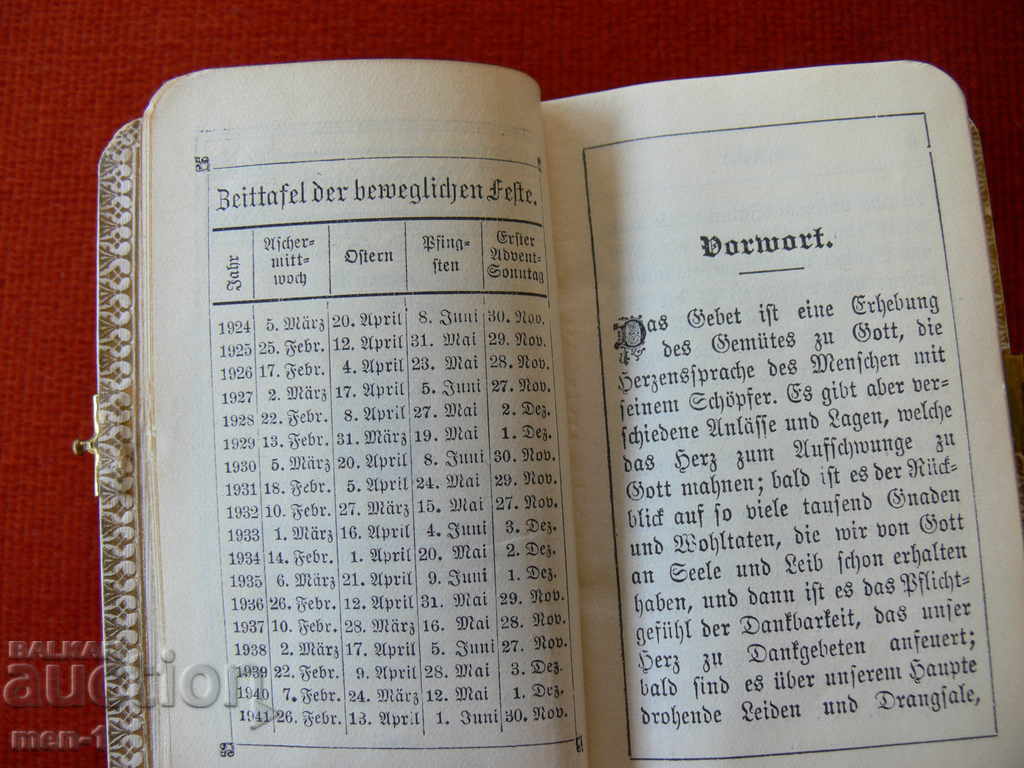 Zeittafel der beweglichen Feste.
Jahr | Ascher-mitt-woch | Ostern | Pfing-sten | Erster Advent-Sonntag
1924 5. März 20. April 8. Juni 30. Nov.
1925 25. Febr. 12. April 31. Mai 29. Nov.
1926 17. Febr. 4. April 23. Mai 28. Nov.
1927 2. März 17. April 5. Juni 27. Nov.
1928 22. Febr. 8. April 27. Mai 2. Dez.
1929 13. Febr. 31. März 19. Mai 1. Dez.
1930 5. März 20. April 8. Juni 30. Nov.
1931 18. Febr. 5. April 24. Mai 29. Nov.
1932 10. Febr. 27. März 15. Mai 27. Nov.
1933 1. März 16. April 4. Juni 3. Dez.
1934 14. Febr. 1. April 20. Mai 2. Dez.
1935 6. März 21. April 9. Juni 1. Dez.
1936 26. Febr. 12. April 31. Mai 29. Nov.
1937 10. Febr. 28. März 16. Mai 28. Nov.
1938 2. März 17. April 5. Juni 27. Nov.
1939 22. Febr. 9. April 28. Mai 3. Dez.
1940 7. Febr. 24. März 12. Mai 1. Dez.
1941 26. Febr. 13. April 1. Juni 30. Nov.
Vorwort.
Das Gebet ist eine Erhebung
des Gemütes zu Gott, die
Herzenssprache des Menschen mit
seinem Schöpfer. Es gibt aber ver-
schiedene Anlässe und Lagen, welche
das Herz zum Aufschwunge zu
Gott mahnen; bald ist es der Rück-
blick auf so viele tausend Gnaden
und Wohltaten, die wir von Gott
an Seele und Leib schon erhalten
haben, und dann ist es das Pflicht-
gefühl der Dankbarkeit, das unser
Herz zu Dankgebeten anfeuert;
bald sind es über unserem Haupte
drohende Leiden und Drangsale,
BALKAN
auction
men-1